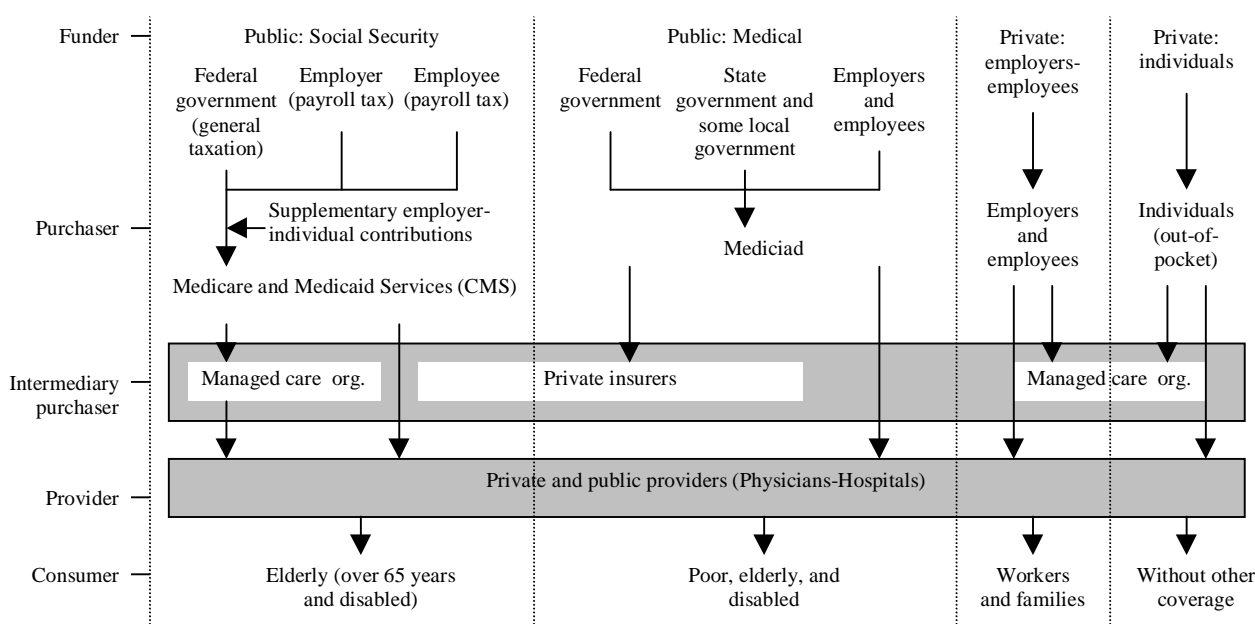 Funder
Public: Social Security
Public: Medical
Private:
employers-
employees
Private:
individuals
Federal
government
(general
taxation)
Employer
(payroll tax)
Employee
(payroll tax)
Federal
government
State
government and
some local
government
Employers
and
employees
Purchaser
Supplementary employer-
individual contributions
Medicare and Medicaid Services (CMS)
Mediciad
Employers
and
employees
Individuals
(out-of-
pocket)
Intermediary
purchaser
Managed care org.
Private insurers
Managed care org.
Provider
Private and public providers (Physicians-Hospitals)
Consumer
Elderly (over 65 years
and disabled)
Poor, elderly, and
disabled
Workers
and families
Without other
coverage